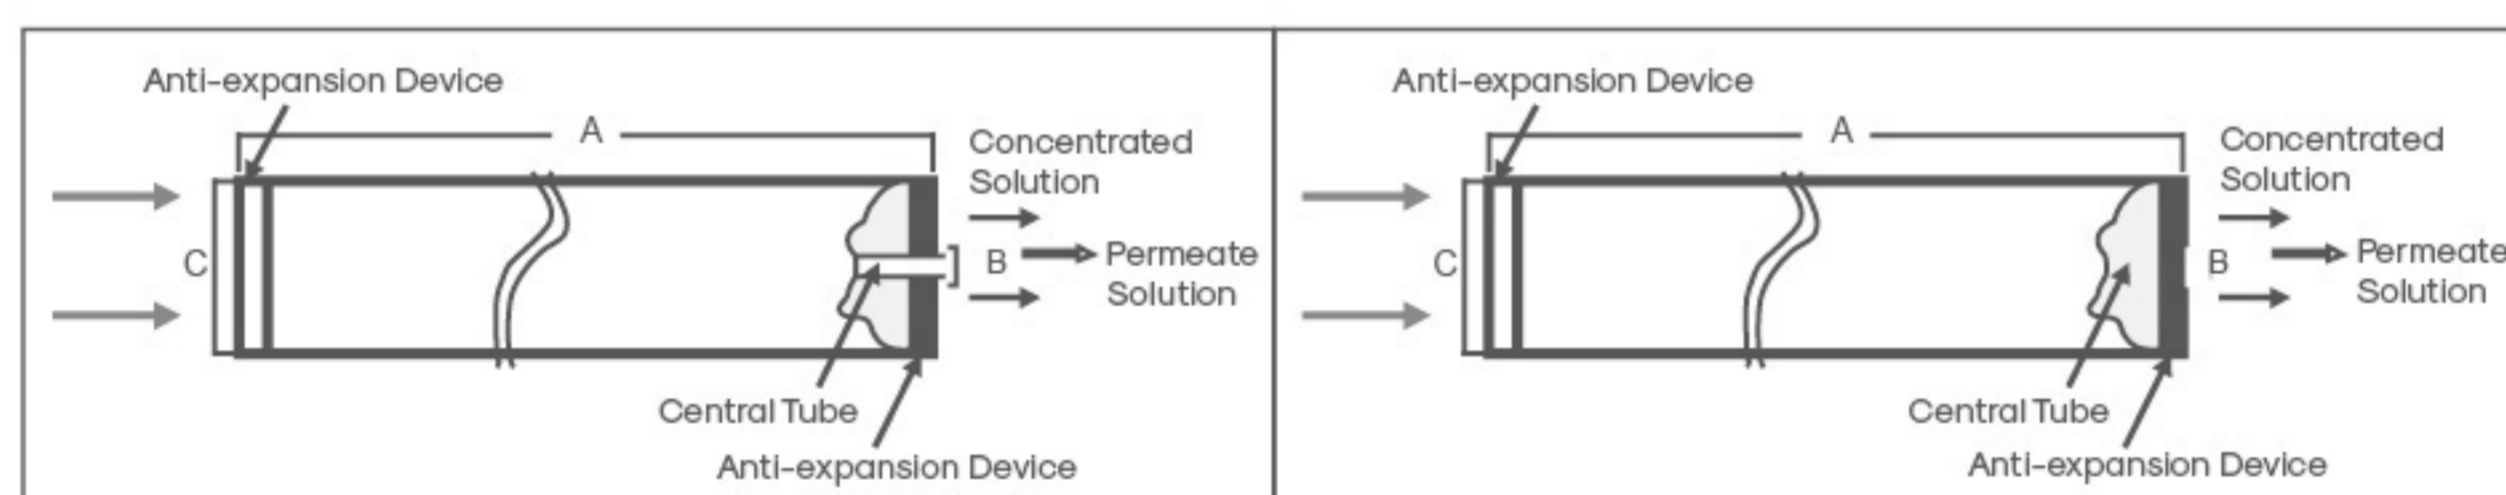 Anti-expansion Device
A
Concentrated
Solution
C
B
Permeate
Solution
Central Tube
Anti-expansion Device
Anti-expansion Device
A
Concentrated
Solution
C
B
Permeate
Solution
Central Tube
Anti-expansion Device